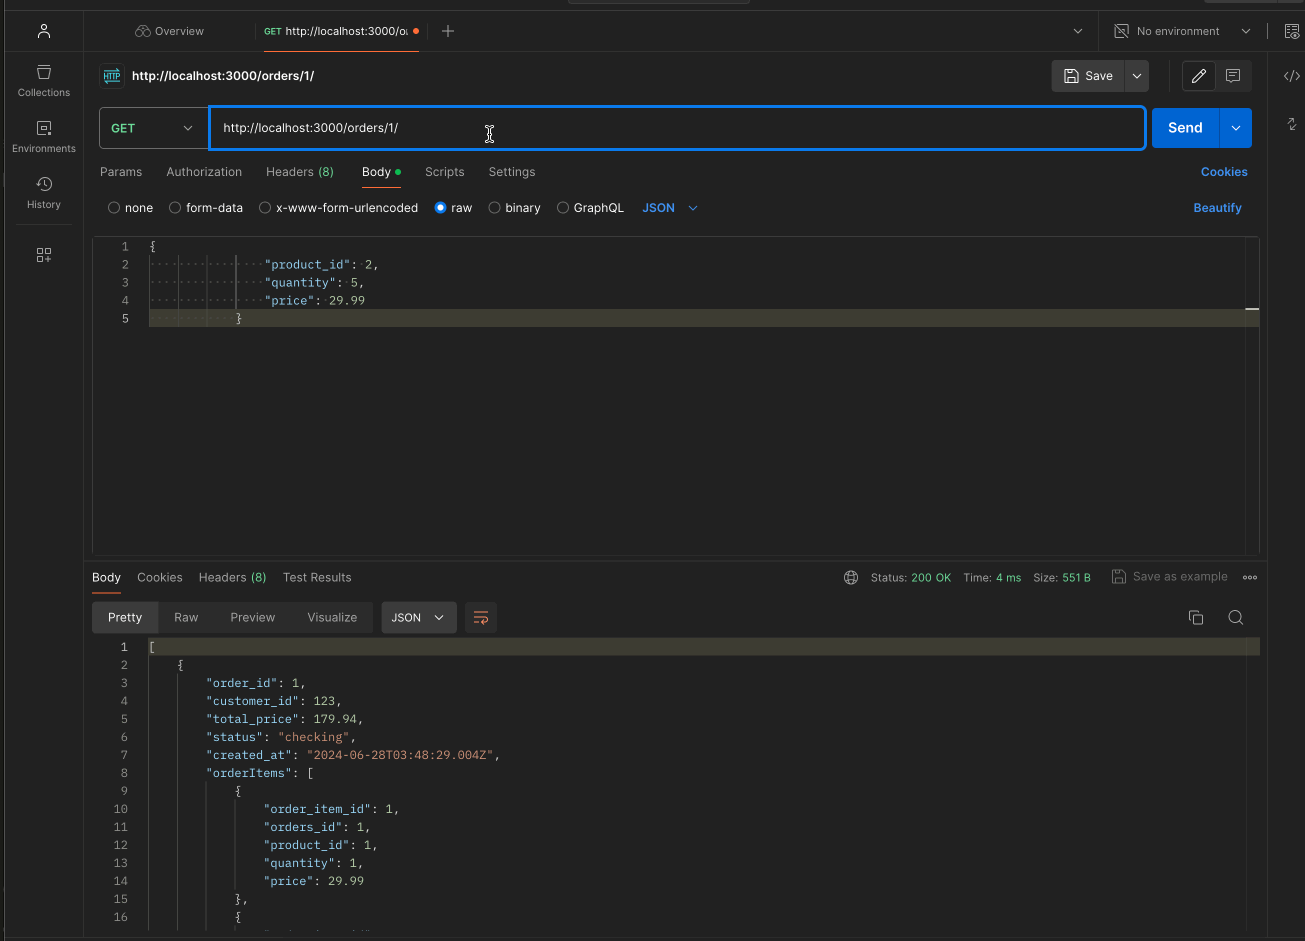 Overview
GET http://localhost:3000/o
No environment
Collections
Environments
History
HTTP http://localhost:3000/orders/1/
Save
GET http://localhost:3000/orders/1/ Send
Params Authorization Headers (8) Body Scripts Settings Cookies
none form-data x-www-form-urlencoded raw binary GraphQL JSON Beautify
1 {
2 "product_id": 2,
3 "quantity": 5,
4 "price": 29.99
5 }
Body Cookies Headers (8) Test Results Status: 200 OK Time: 4 ms Size: 551 B Save as example
Pretty Raw Preview Visualize JSON
1 [
2 {
3 "order_id": 1,
4 "customer_id": 123,
5 "total_price": 179.94,
6 "status": "checking",
7 "created_at": "2024-06-28T03:48:29.004Z",
8 "orderItems": [
9 {
10 "order_item_id": 1,
11 "orders_id": 1,
12 "product_id": 1,
13 "quantity": 1,
14 "price": 29.99
15 },
16 {